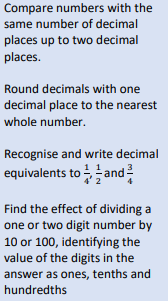 Compare numbers with the
same number of decimal
places up to two decimal
places.
Round decimals with one
decimal place to the nearest
whole number.
Recognise and write decimal
equivalents to 1/4, 1/2 and 3/4
Find the effect of dividing a
one or two digit number by
10 or 100, identifying the
value of the digits in the
answer as ones, tenths and
hundredths